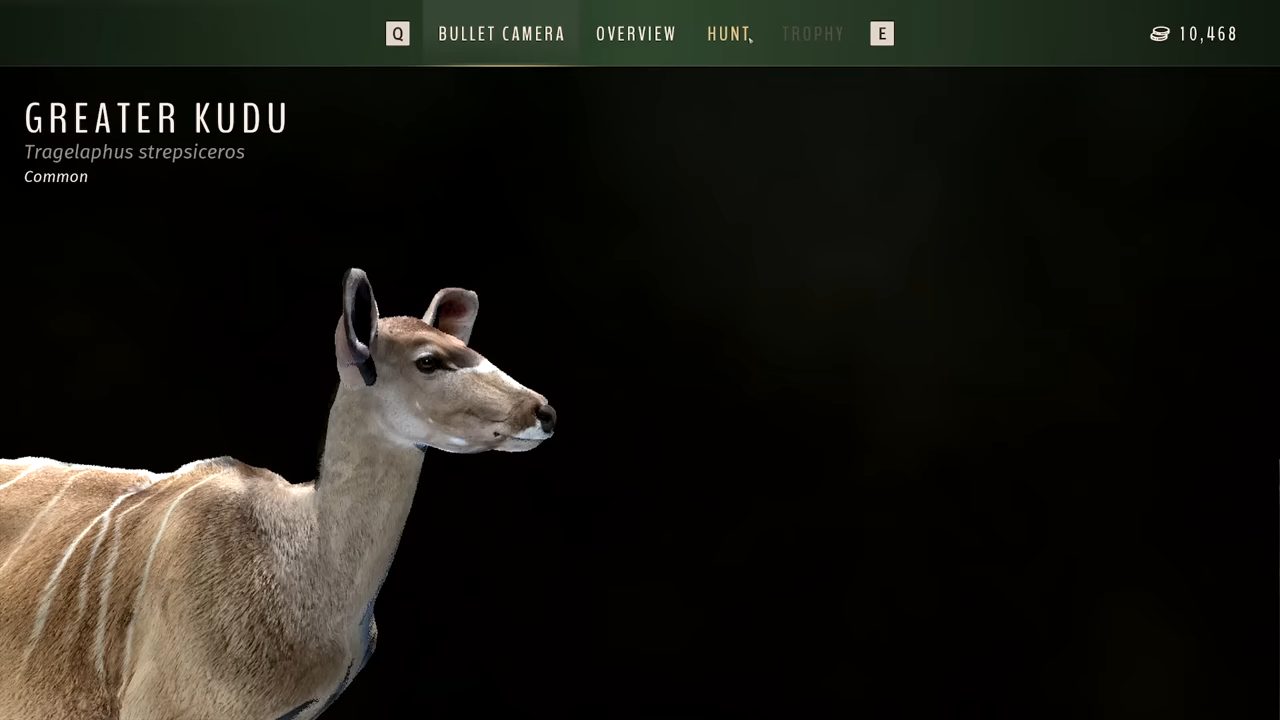 Q BULLET CAMERA OVERVIEW HUNT TROPHY E 10,468
GREATER KUDU
Tragelaphus strepsiceros
Common